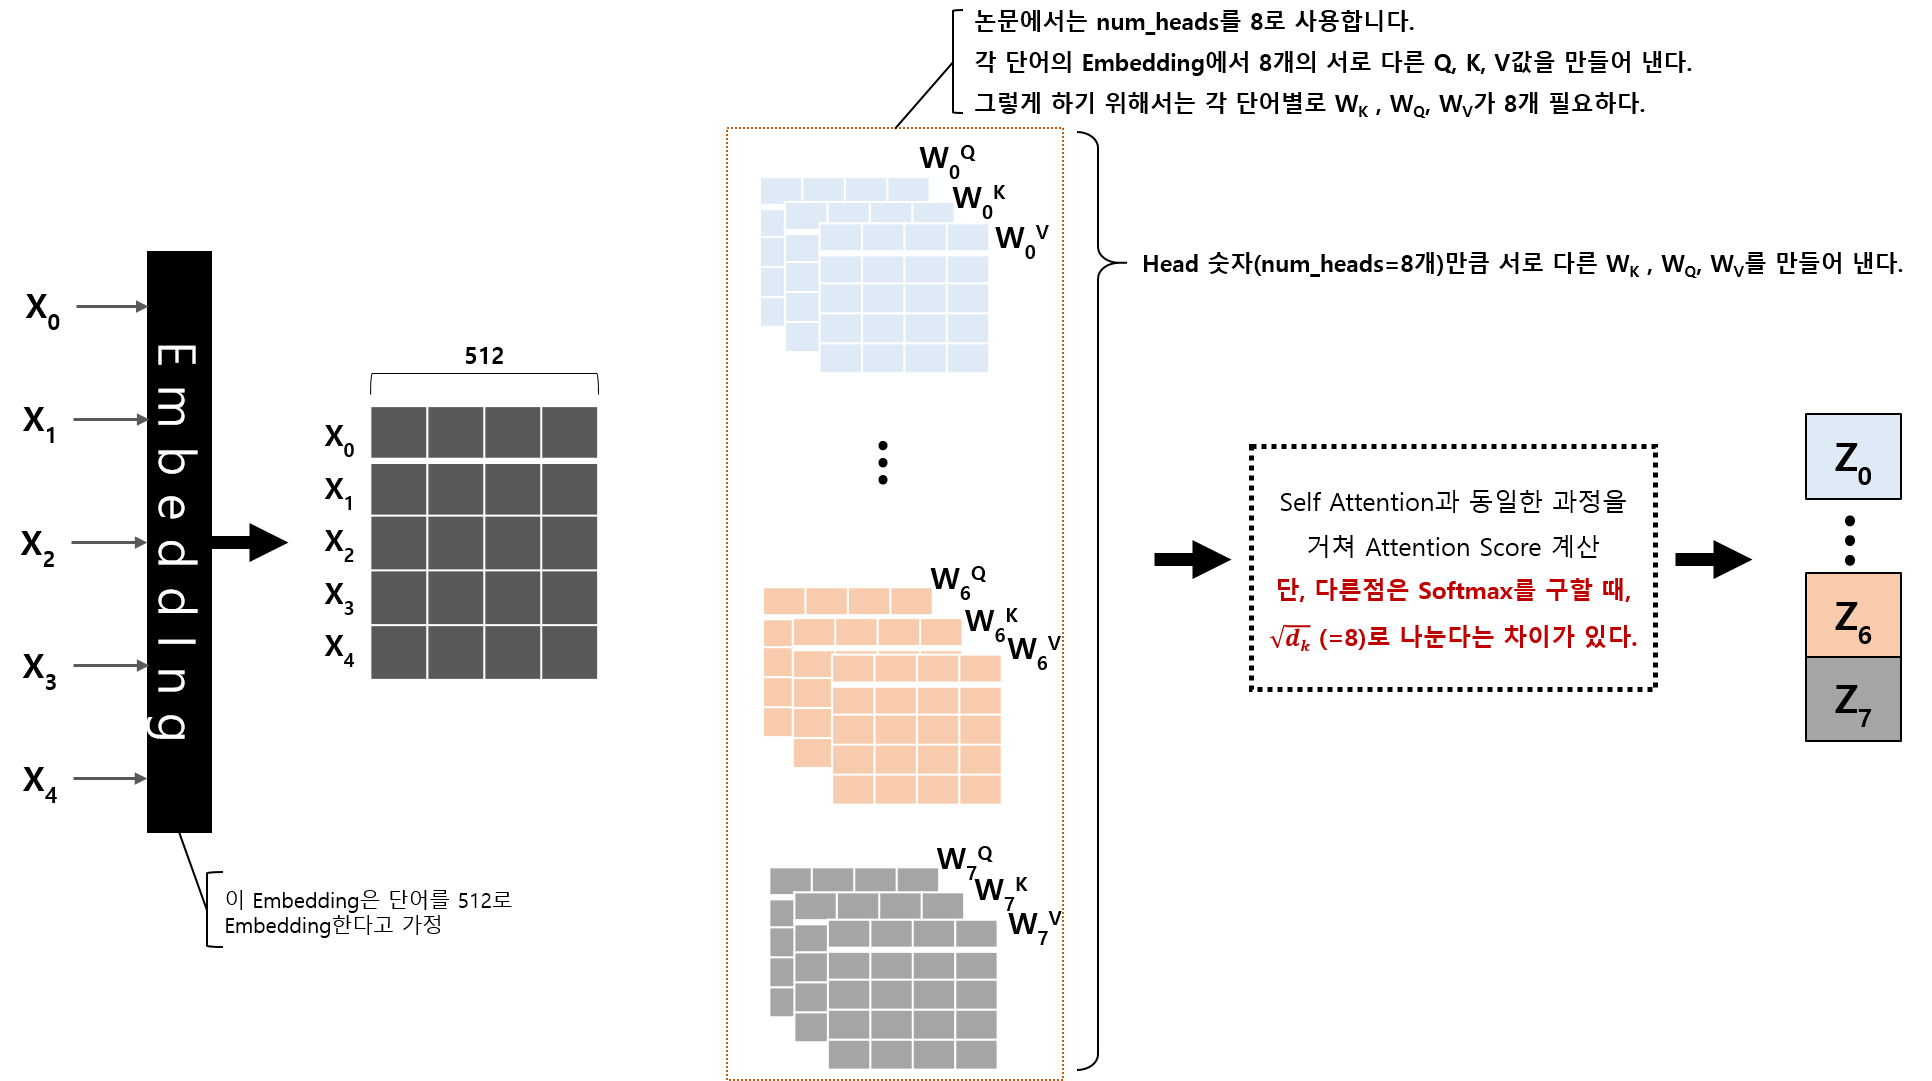 논문에서는 num_heads를 8로 사용합니다.
각 단어의 Embedding에서 8개의 서로 다른 Q, K, V값을 만들어 낸다.
그렇게 하기 위해서는 각 단어별로 W_K , W_Q, W_V가 8개 필요하다.
W_0^Q
W_0^K
W_0^V
Head 숫자(num_heads=8개)만큼 서로 다른 W_K , W_Q, W_V를 만들어 낸다.
X_0
X_1
X_2
X_3
X_4
EmbeddIng
512
X_0
X_1
X_2
X_3
X_4
W_6^Q
W_6^K
W_6^V
W_7^Q
W_7^K
W_7^V
Self Attention과 동일한 과정을
거쳐 Attention Score 계산
단, 다른점은 Softmax를 구할 때,
√d_k (=8)로 나눈다는 차이가 있다.
Z_0
Z_6
Z_7
이 Embedding은 단어를 512로
Embedding한다고 가정